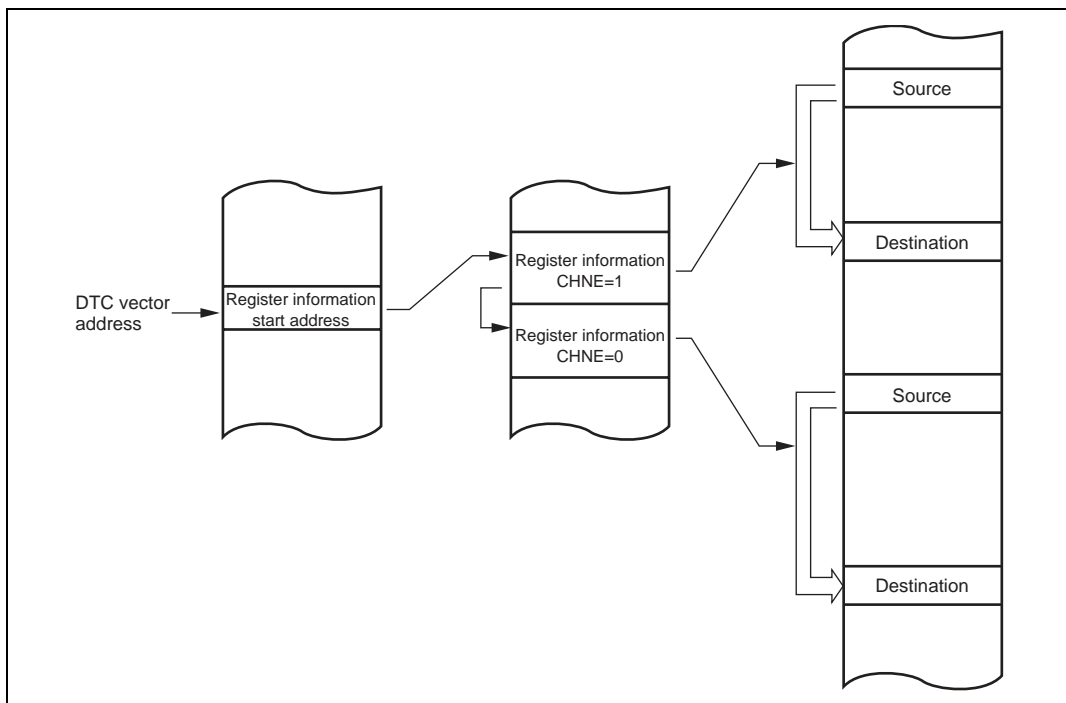 DTC vector
address
Register information
start address
Register information
CHNE=1
Register information
CHNE=0
Source
Destination
Source
Destination